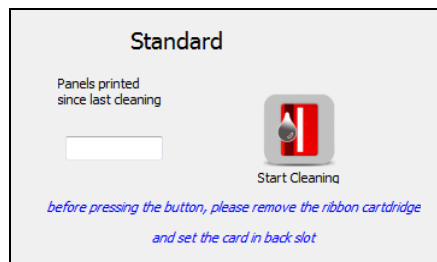 Standard
Panels printed
since last cleaning
Start Cleaning
before pressing the button, please remove the ribbon cartdridge
and set the card in back slot